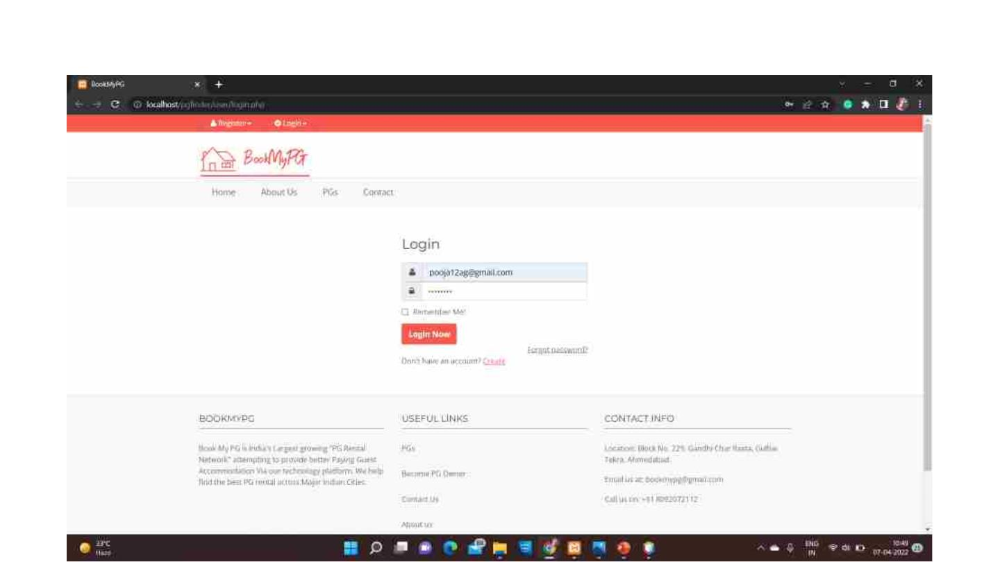 BookMyPG
localhost/pgfinder/user/login.php
Register
Login
BookMyPG
Home About Us PGs Contact
Login
pooja12ag@gmail.com
••••••••
Remember Me!
Login Now
Forgot password?
Don't have an account? Create
BOOKMYPG
Book My PG is India's Largest growing "PG Rental
Network" attempting to provide better Paying Guest
Accommodation Via our technology platform. We help
find the best PG rental across Major Indian Cities.
USEFUL LINKS
PGs
Become PG Owner
Contact Us
About us
CONTACT INFO
Location: Block No. 229, Gandhi Char Rasta, Gulbai
Tekra, Ahmedabad.
Email us at: bookmypg@gmail.com
Call us on: +91 8092072112
33°C
Haze
ENG
IN
10:49
07-04-2022